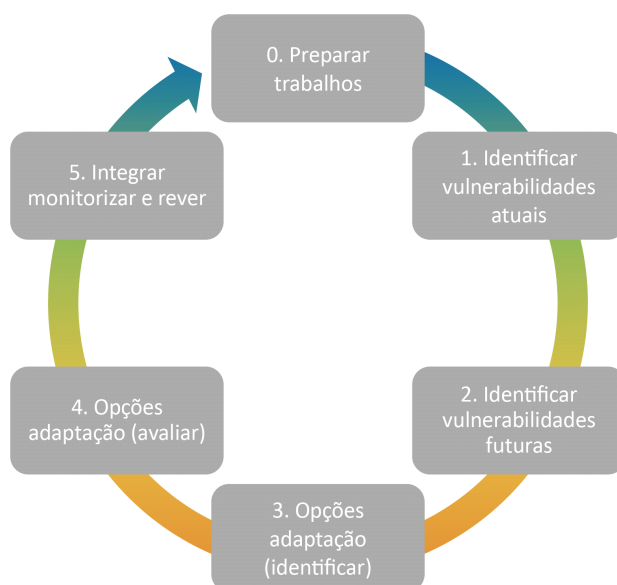 0. Preparar
trabalhos
1. Identificar
vulnerabilidades
atuais
2. Identificar
vulnerabilidades
futuras
3. Opções
adaptação
(identificar)
4. Opções
adaptação (avaliar)
5. Integrar
monitorizar e rever